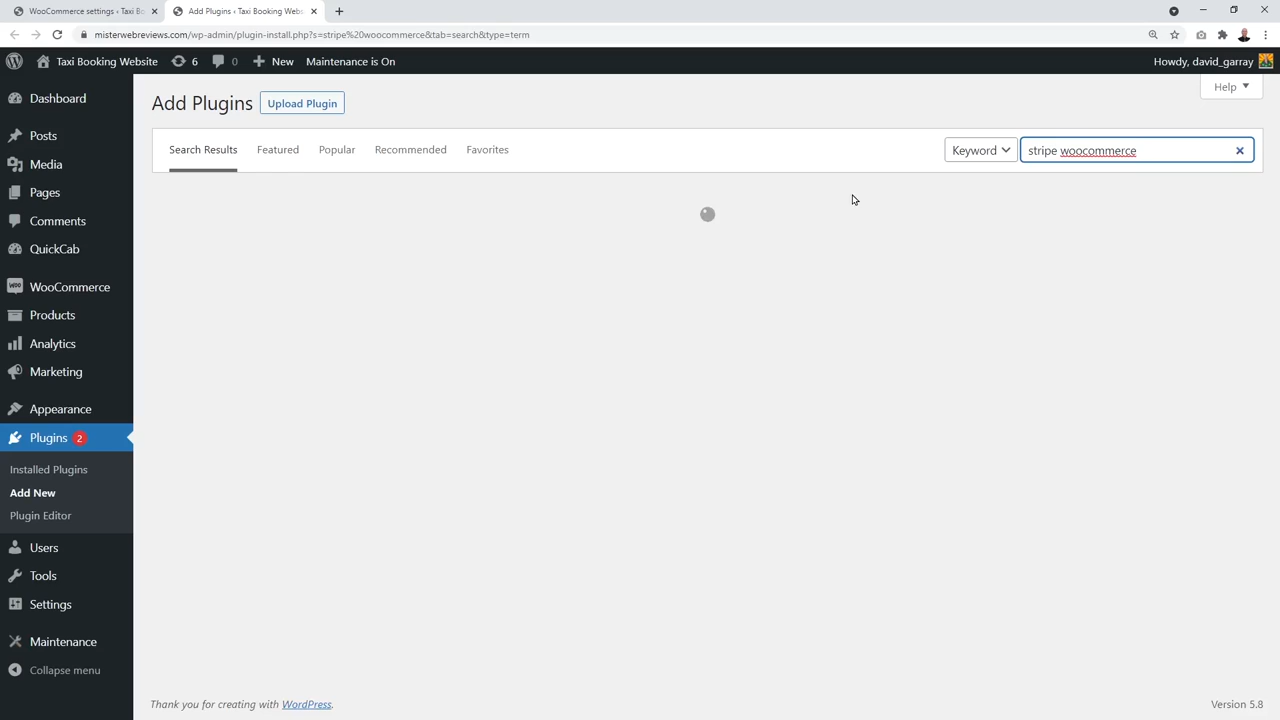 WooCommerce settings ‹ Taxi Bo
Add Plugins ‹ Taxi Booking Webs
misterwebreviews.com/wp-admin/plugin-install.php?s=stripe%20woocommerce&tab=search&type=term
Taxi Booking Website
6
0
New
Maintenance is On
Howdy, david_garray
Dashboard
Posts
Media
Pages
Comments
QuickCab
WooCommerce
Products
Analytics
Marketing
Appearance
Plugins 2
Installed Plugins
Add New
Plugin Editor
Users
Tools
Settings
Maintenance
Collapse menu
Help
Add Plugins
Upload Plugin
Search Results
Featured
Popular
Recommended
Favorites
Keyword
stripe woocommerce
Thank you for creating with WordPress.
Version 5.8